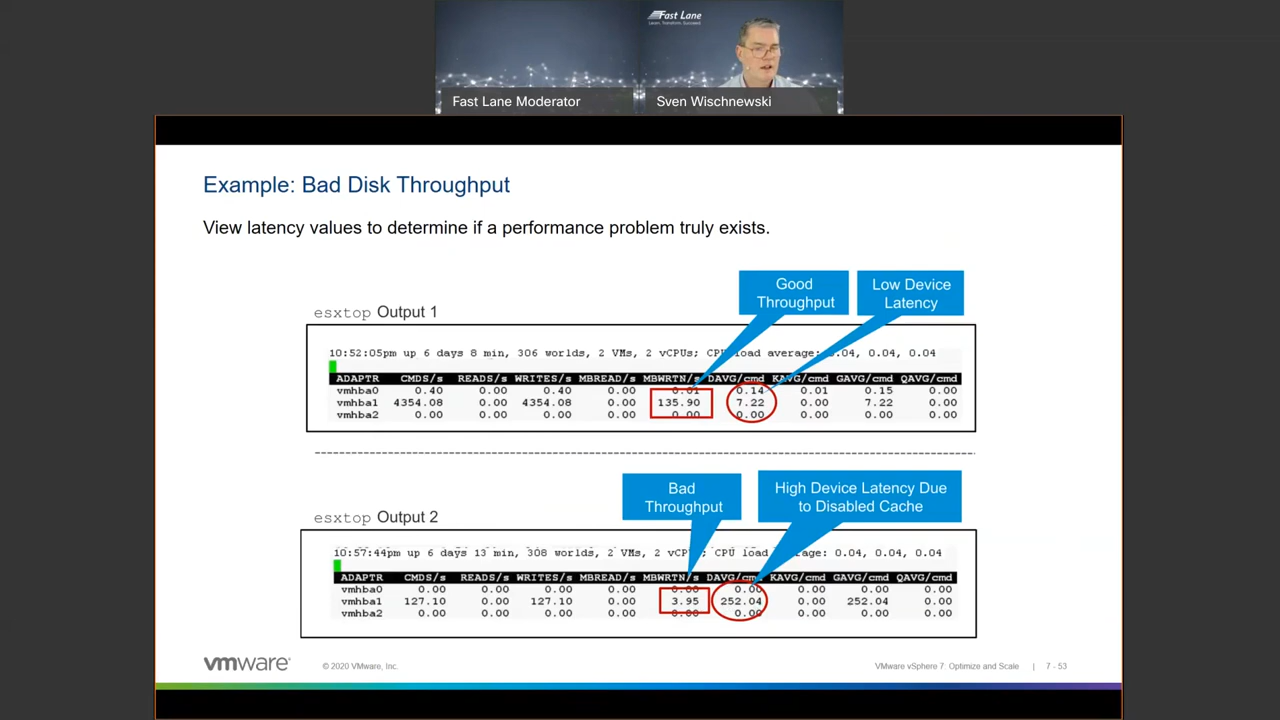 Fast Lane
Learn. Transform. Succeed.
Fast Lane Moderator
Sven Wischnewski
Example: Bad Disk Throughput
View latency values to determine if a performance problem truly exists.
Good
Throughput
Low Device
Latency
esxtop Output 1
10:52:05pm up 6 days 8 min, 306 worlds, 2 VMs, 2 vCPUs; CPU load average: 0.04, 0.04, 0.04
ADAPTR CMDS/s READS/s WRITES/s MBREAD/s MBWRTN/s DAVG/cmd KAVG/cmd GAVG/cmd QAVG/cmd
vmhba0 0.40 0.00 0.40 0.00 0.01 0.14 0.01 0.15 0.00
vmhba1 4354.08 0.00 4354.08 0.00 135.90 7.22 0.00 7.22 0.00
vmhba2 0.00 0.00 0.00 0.00 0.00 0.00 0.00 0.00 0.00
Bad
Throughput
High Device Latency Due
to Disabled Cache
esxtop Output 2
10:57:44pm up 6 days 13 min, 308 worlds, 2 VMs, 2 vCPUs; CPU load average: 0.04, 0.04, 0.04
ADAPTR CMDS/s READS/s WRITES/s MBREAD/s MBWRTN/s DAVG/cmd KAVG/cmd GAVG/cmd QAVG/cmd
vmhba0 0.00 0.00 0.00 0.00 0.00 0.00 0.00 0.00 0.00
vmhba1 127.10 0.00 127.10 0.00 3.95 252.04 0.00 252.04 0.00
vmhba2 0.00 0.00 0.00 0.00 0.00 0.00 0.00 0.00 0.00
vmware®
© 2020 VMware, Inc.
VMware vSphere 7: Optimize and Scale | 7 - 53